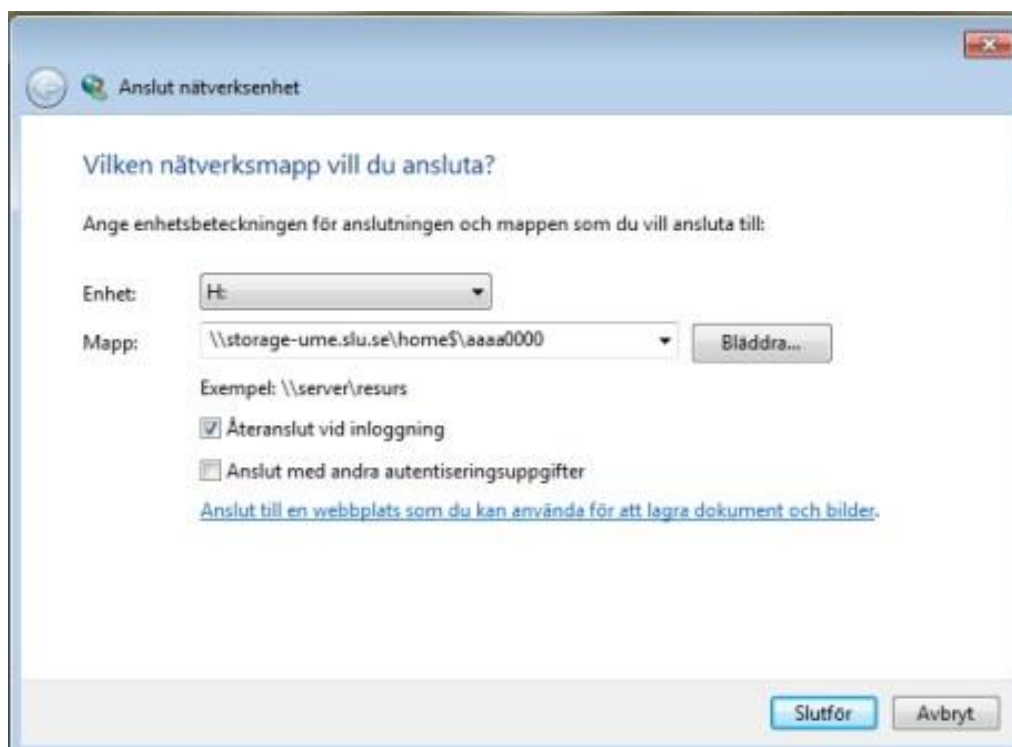 Anslut nätverksenhet
Vilken nätverksmapp vill du ansluta?
Ange enhetsbeteckningen för anslutningen och mappen som du vill ansluta till:
Enhet: H:
Mapp: \\storage-ume.slu.se\home$\aaaa0000 Bläddra...
Exempel: \\server\resurs
Återanslut vid inloggning
Anslut med andra autentiseringsuppgifter
Anslut till en webbplats som du kan använda för att lagra dokument och bilder.
Slutför Avbryt